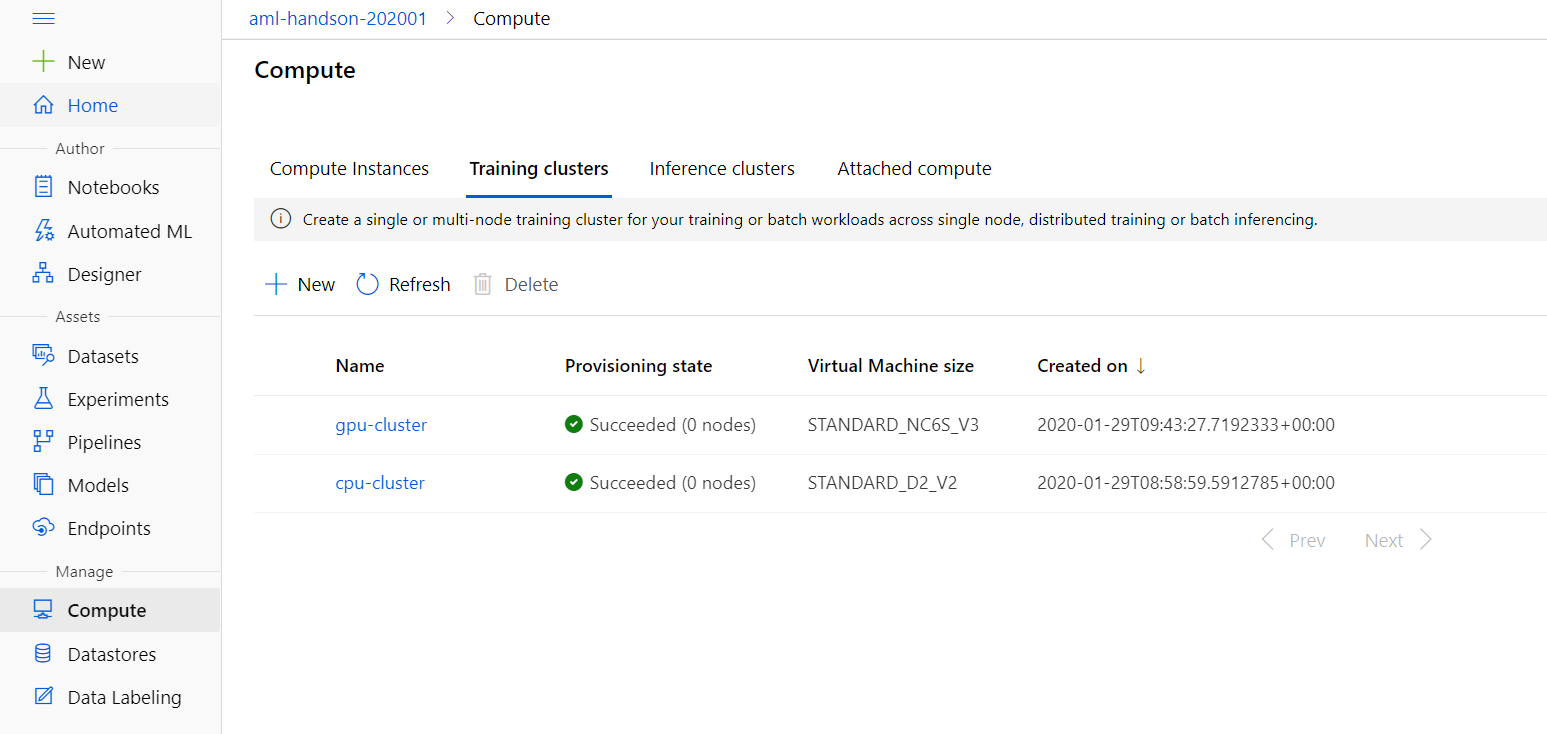 aml-handson-202001 > Compute
New
Home
Author
Notebooks
Automated ML
Designer
Assets
Datasets
Experiments
Pipelines
Models
Endpoints
Manage
Compute
Datastores
Data Labeling
Compute
Compute Instances Training clusters Inference clusters Attached compute
Create a single or multi-node training cluster for your training or batch workloads across single node, distributed training or batch inferencing.
New Refresh Delete
Name Provisioning state Virtual Machine size Created on ↓
gpu-cluster Succeeded (0 nodes) STANDARD_NC6S_V3 2020-01-29T09:43:27.7192333+00:00
cpu-cluster Succeeded (0 nodes) STANDARD_D2_V2 2020-01-29T08:58:59.5912785+00:00
Prev Next